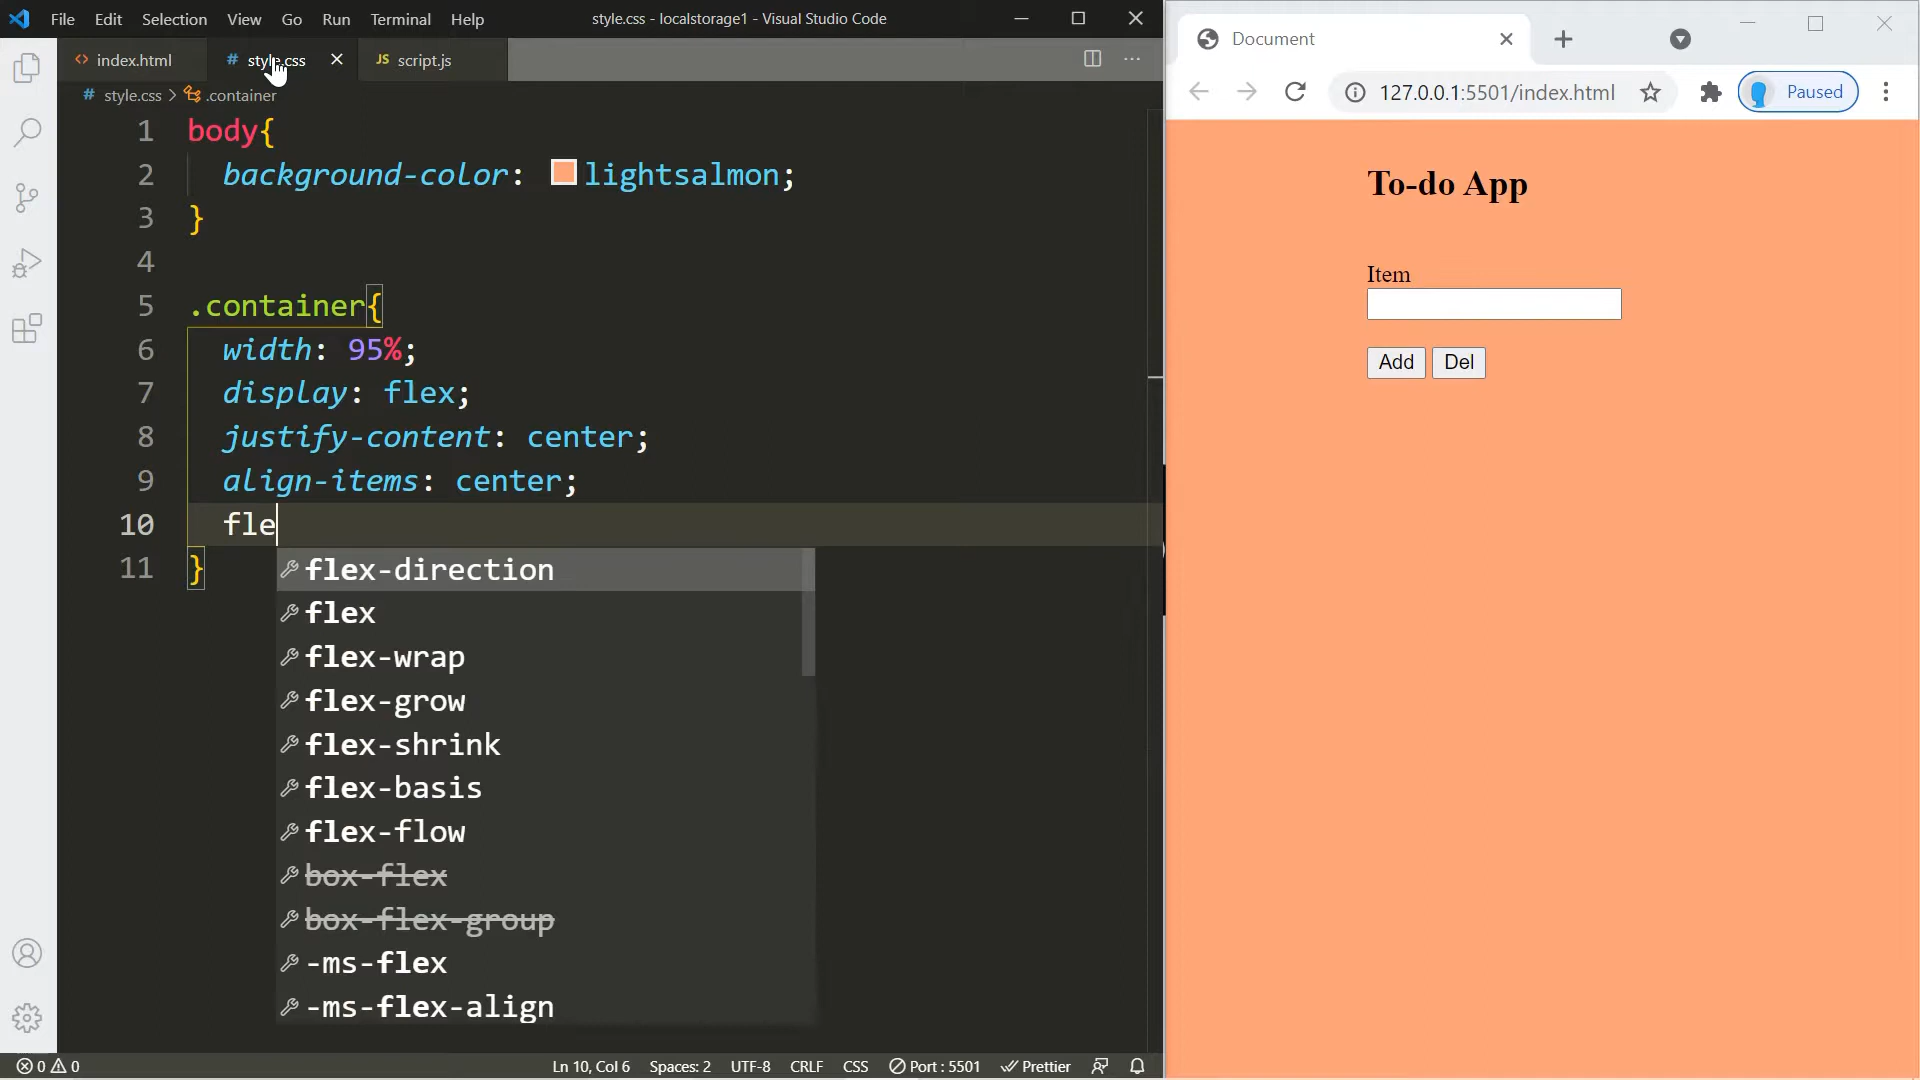 File Edit Selection View Go Run Terminal Help
style.css - localstorage1 - Visual Studio Code
index.html
style.css
JS script.js
# style.css > .container
1 body{
2 background-color: lightsalmon;
3 }
4
5 .container{
6 width: 95%;
7 display: flex;
8 justify-content: center;
9 align-items: center;
10 fle
11 }
flex-direction
flex
flex-wrap
flex-grow
flex-shrink
flex-basis
flex-flow
box-flex
box-flex-group
-ms-flex
-ms-flex-align
0 0
Ln 10, Col 6 Spaces: 2 UTF-8 CRLF CSS Port : 5501 Prettier
Document
127.0.0.1:5501/index.html
Paused
To-do App
Item
Add Del